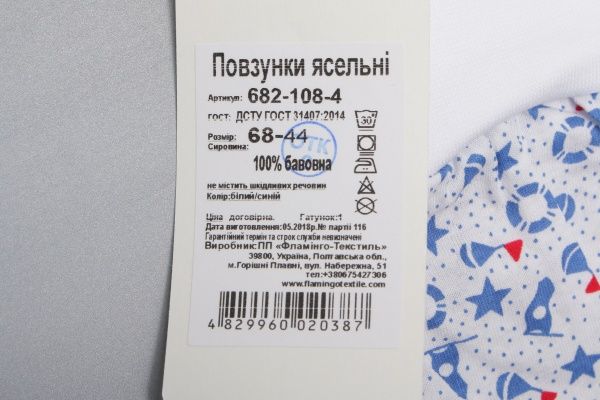 Повзунки ясельні
Артикул: 682-108-4
ГОСТ: ДСТУ ГОСТ 31407:2014
Розмір: 68-44
Сировина:
ОТК
30°
100% бавовна
не містить шкідливих речовин
Колір:білий/синій
Ціна договірна. Гатунок:1
Дата виготовлення:05.2018р.№ партії 116
Гарантійний термін та строк служби невизначені
Виробник:ПП «Фламінго-Текстиль»
39800, Україна, Полтавська обл.,
м.Горішні Плавні, вул. Набережна, 51
тел:+380675427306
www.flamingotextile.com
4 829960 020387